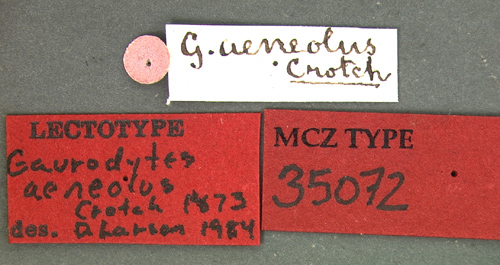 G. aeneolus
Crotch
LECTOTYPE
Gaurodytes
aeneolus
Crotch 1873
des. D Larson 1984
MCZ TYPE
35072